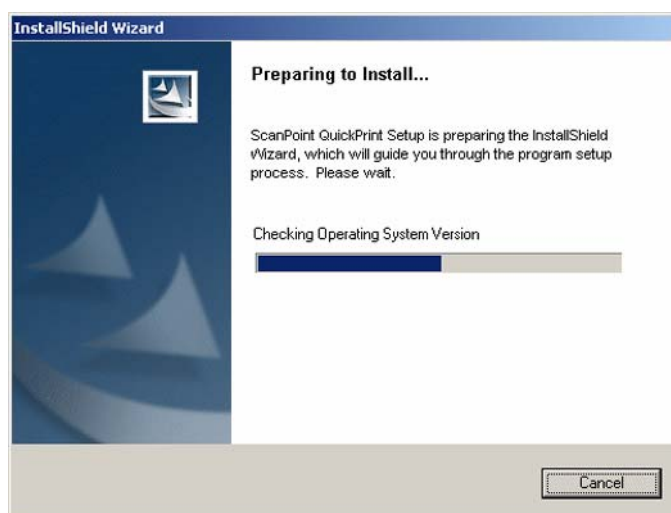 InstallShield Wizard
Preparing to Install...
ScanPoint QuickPrint Setup is preparing the InstallShield
Wizard, which will guide you through the program setup
process. Please wait.
Checking Operating System Version
Cancel